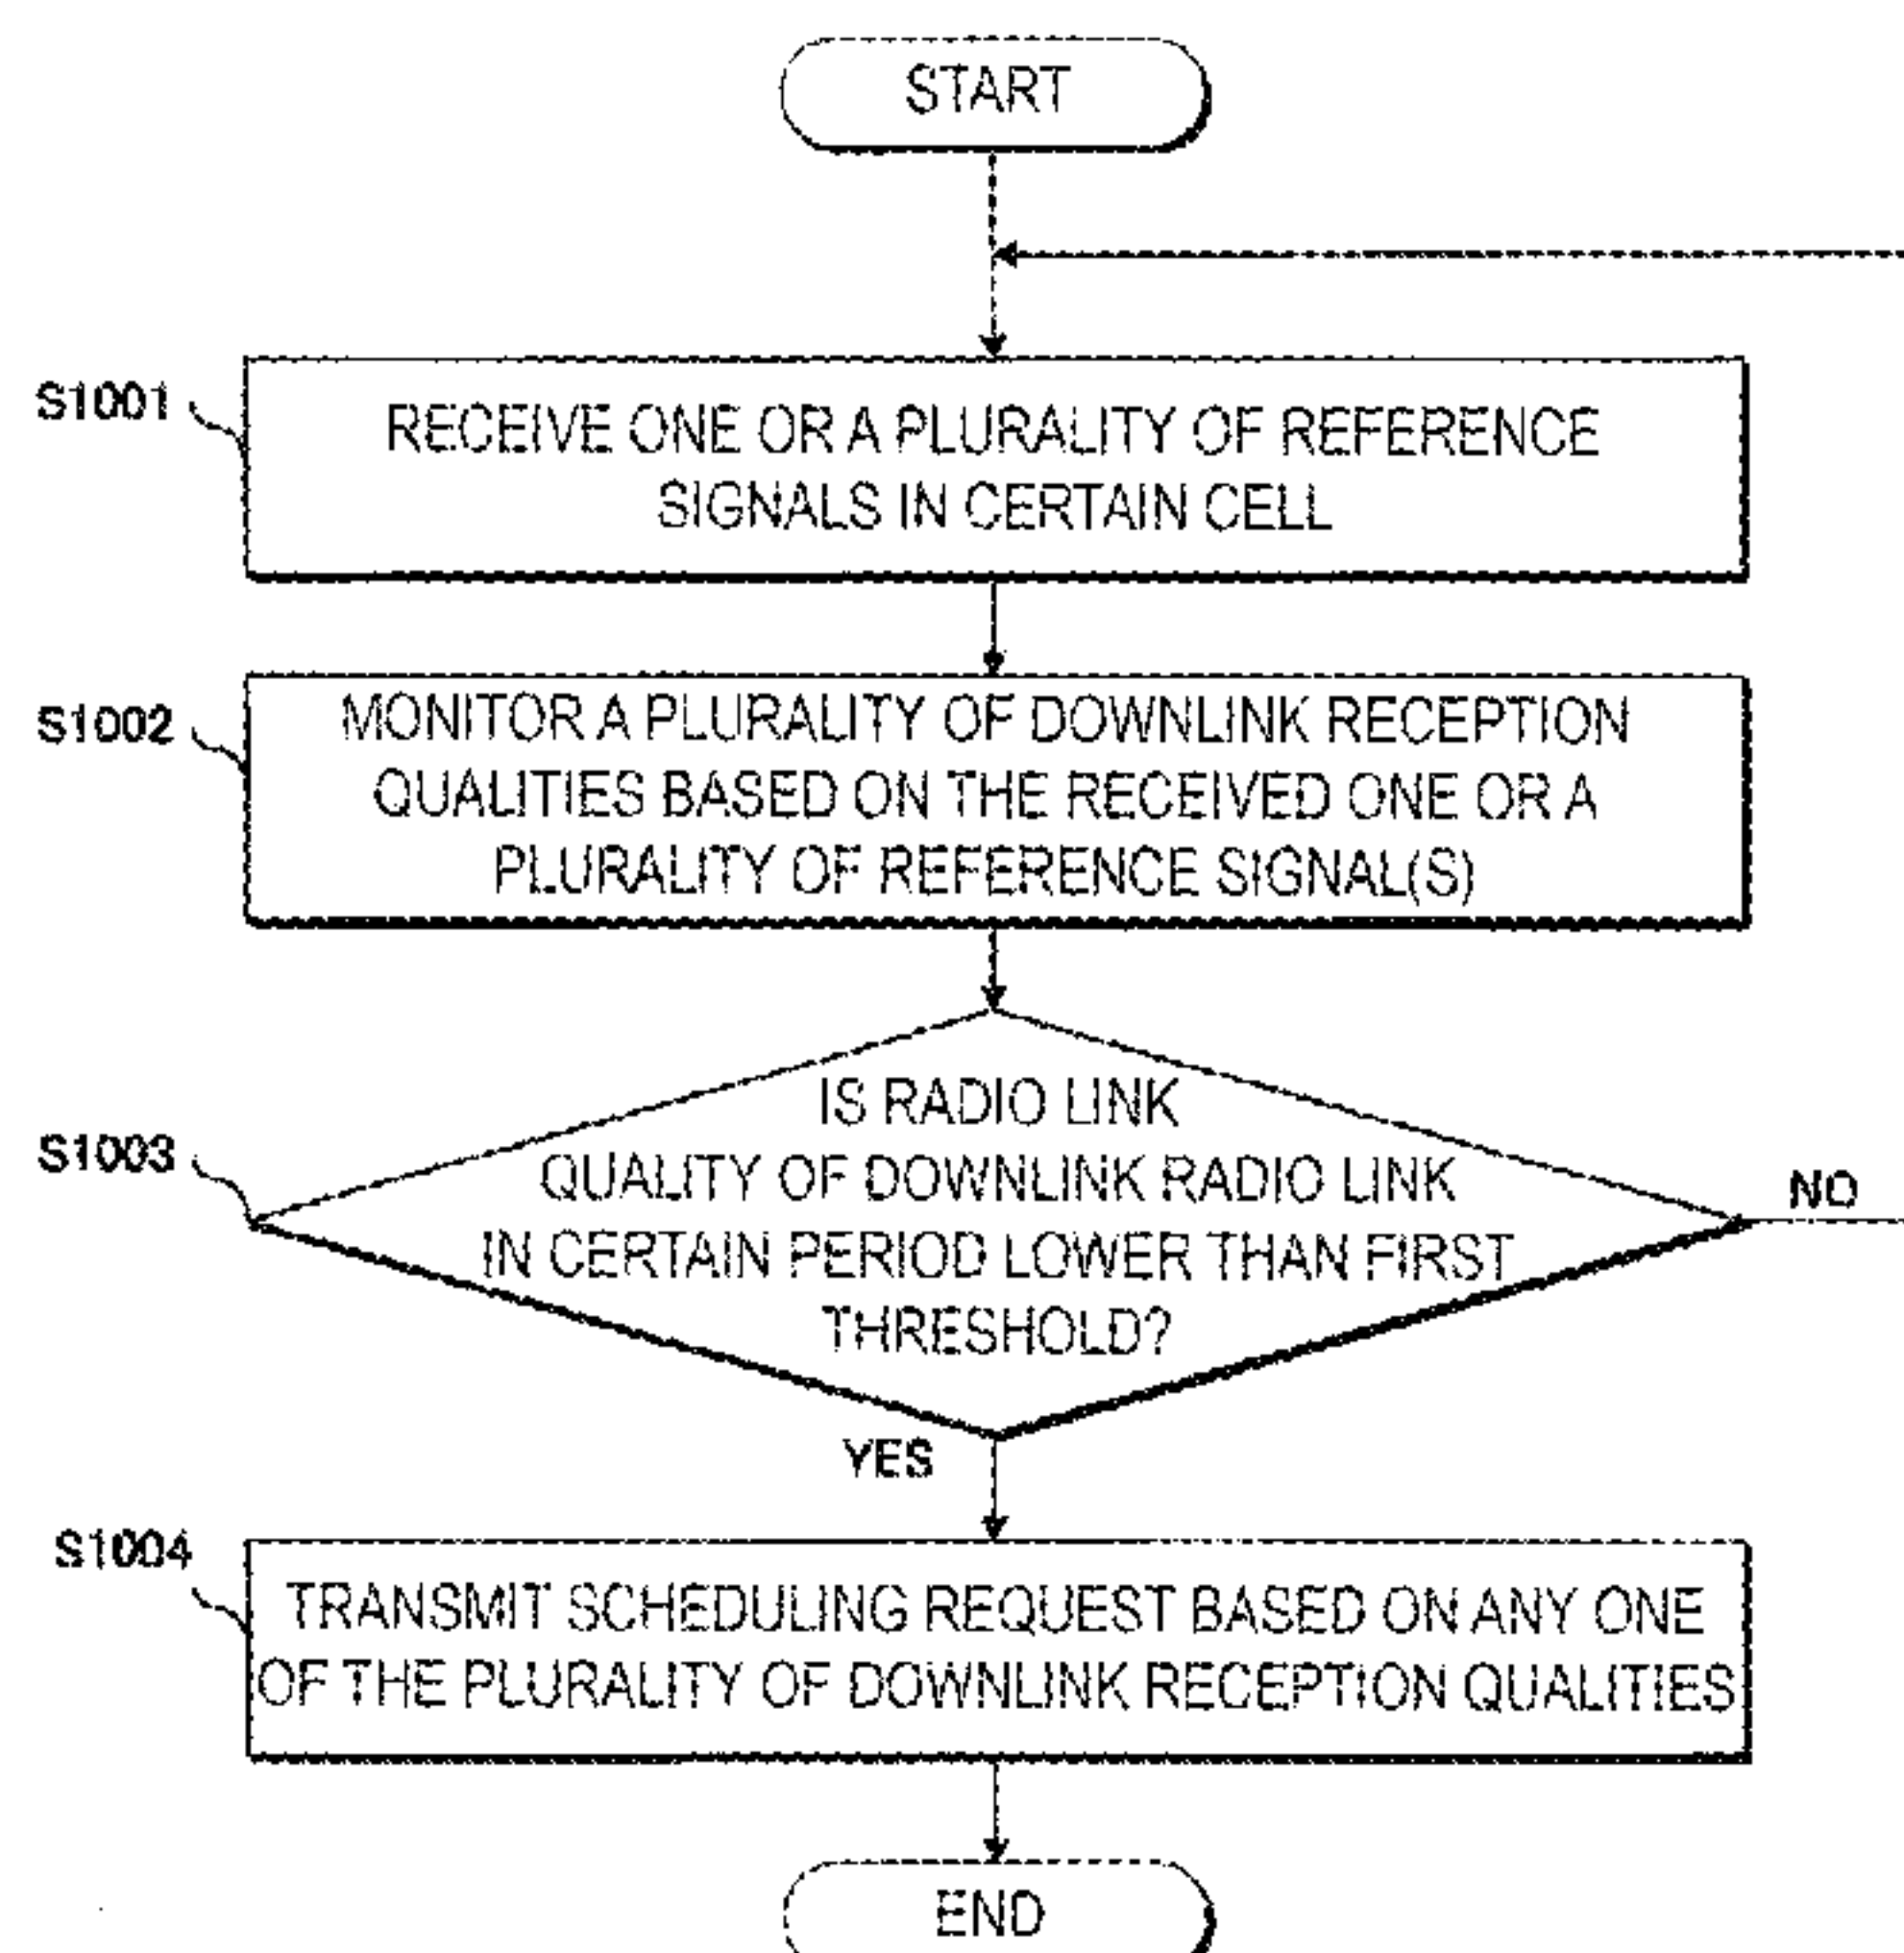 START
S1001
RECEIVE ONE OR A PLURALITY OF REFERENCE
SIGNALS IN CERTAIN CELL
S1002
MONITOR A PLURALITY OF DOWNLINK RECEPTION
QUALITIES BASED ON THE RECEIVED ONE OR A
PLURALITY OF REFERENCE SIGNAL(S)
S1003
IS RADIO LINK
QUALITY OF DOWNLINK RADIO LINK
IN CERTAIN PERIOD LOWER THAN FIRST
THRESHOLD?
NO
YES
S1004
TRANSMIT SCHEDULING REQUEST BASED ON ANY ONE
OF THE PLURALITY OF DOWNLINK RECEPTION QUALITIES
END